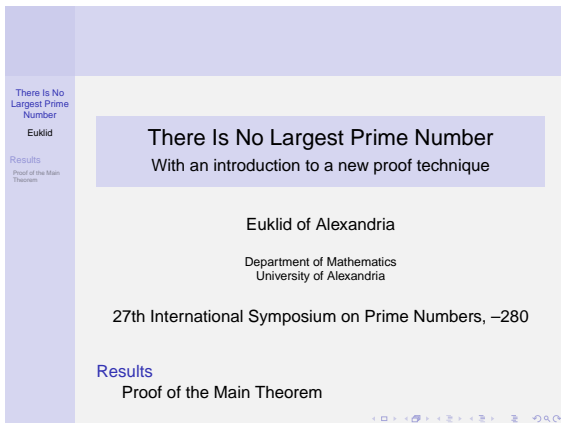 There Is No
Largest Prime
Number
Euklid
Results
Proof of the Main
Theorem
There Is No Largest Prime Number
With an introduction to a new proof technique
Euklid of Alexandria
Department of Mathematics
University of Alexandria
27th International Symposium on Prime Numbers, –280
Results
Proof of the Main Theorem